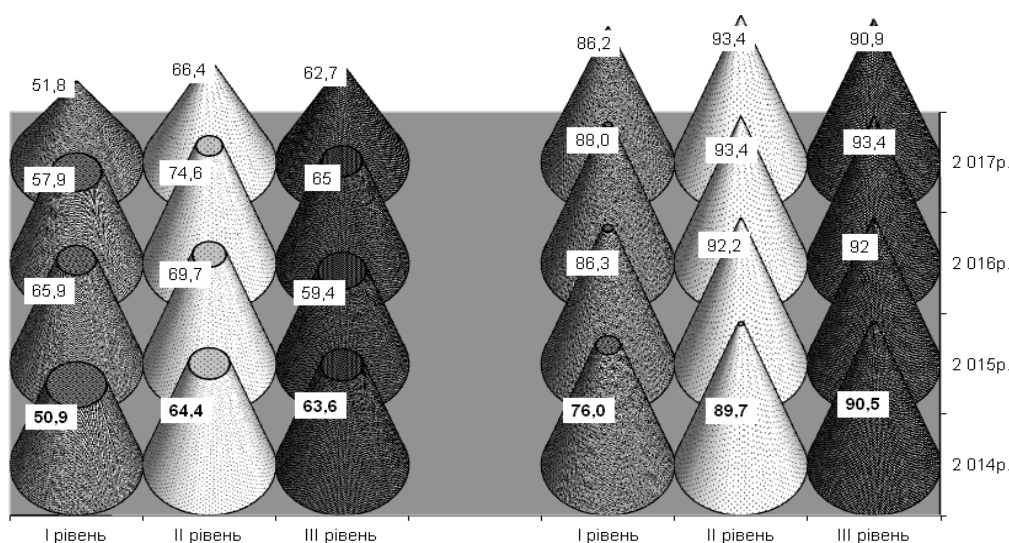 86,2 93,4 90,9
51,8 66,4 62,7
88,0 93,4 93,4
57,9 74,6 65
2 017р.
86,3 92,2 92
65,9 69,7 59,4
2 016р.
2 015р.
50,9 64,4 63,6 76,0 89,7 90,5
2 014р.
І рівень ІІ рівень ІІІ рівень І рівень ІІ рівень ІІІ рівень